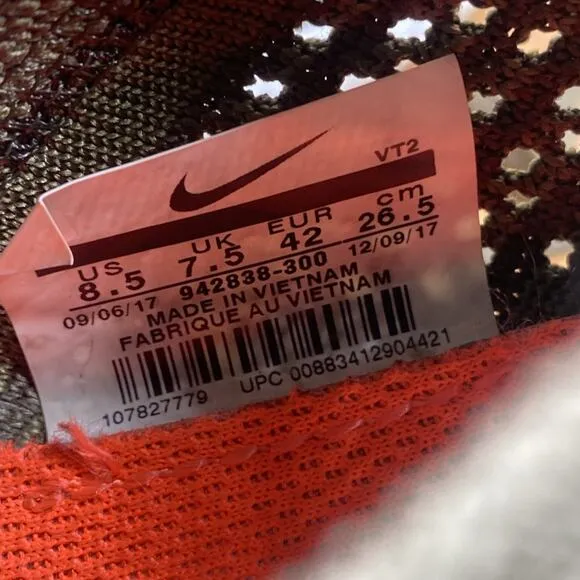 VT2
US UK EUR cm
8.5 7.5 42 26.5
09/06/17 942838-300 12/09/17
MADE IN VIETNAM
FABRIQUE AU VIETNAM
107827779 UPC 00883412904421